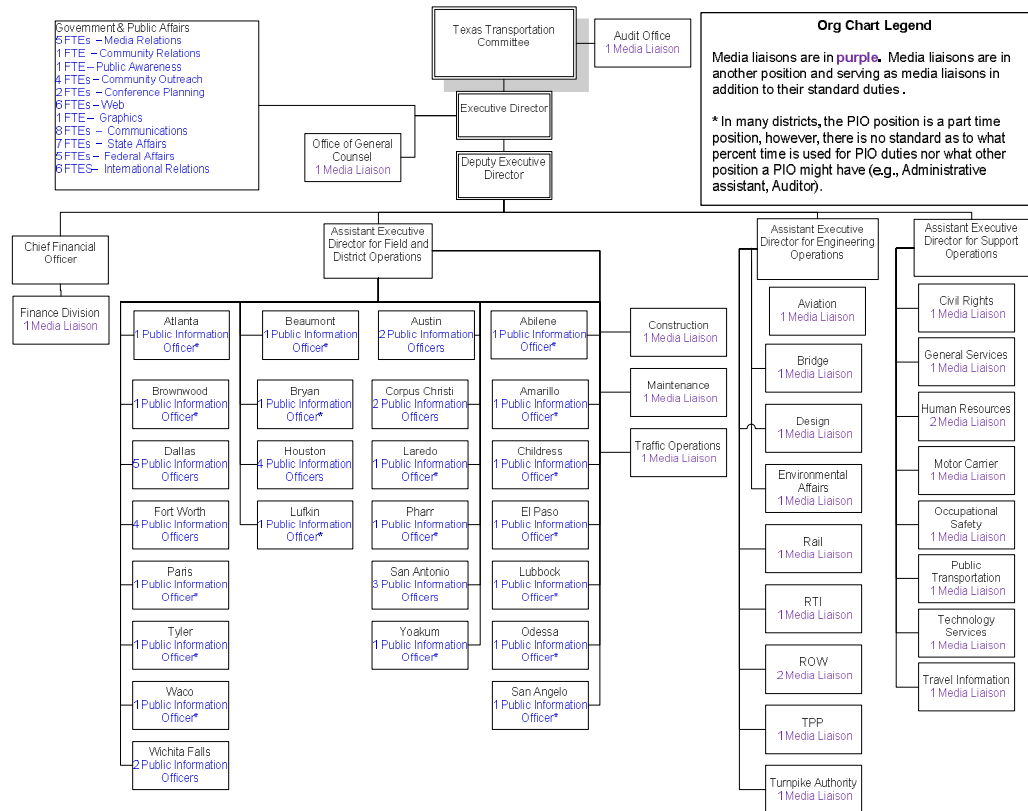 Government & Public Affairs
5 FTEs – Media Relations
1 FTE – Community Relations
1 FTE – Public Awareness
4 FTEs – Community Outreach
2 FTEs – Conference Planning
6 FTEs – Web
1 FTE – Graphics
8 FTEs – Communications
7 FTEs – State Affairs
5 FTEs – Federal Affairs
6 FTES – International Relations
Texas Transportation
Committee
Audit Office
1 Media Liaison
Org Chart Legend
Media liaisons are in purple. Media liaisons are in
another position and serving as media liaisons in
addition to their standard duties .
* In many districts, the PIO position is a part time
position, however, there is no standard as to what
percent time is used for PIO duties nor what other
position a PIO might have (e.g., Administrative
assistant, Auditor).
Executive Director
Office of General
Counsel
1 Media Liaison
Deputy Executive
Director
Chief Financial
Officer
Finance Division
1 Media Liaison
Assistant Executive
Director for Field and
District Operations
Assistant Executive
Director for Engineering
Operations
Assistant Executive
Director for Support
Operations
Atlanta
1 Public Information
Officer*
Brownwood
1 Public Information
Officer*
Dallas
5 Public Information
Officers
Fort Worth
4 Public Information
Officers
Paris
1 Public Information
Officer*
Tyler
1 Public Information
Officer*
Waco
1 Public Information
Officer*
Wichita Falls
2 Public Information
Officers
Beaumont
1 Public Information
Officer*
Bryan
1 Public Information
Officer*
Houston
4 Public Information
Officers
Lufkin
1 Public Information
Officer*
Austin
2 Public Information
Officers
Corpus Christi
2 Public Information
Officers
Laredo
1 Public Information
Officer*
Pharr
1 Public Information
Officer*
San Antonio
3 Public Information
Officers
Yoakum
1 Public Information
Officer*
Abilene
1 Public Information
Officer*
Amarillo
1 Public Information
Officer*
Childress
1 Public Information
Officer*
El Paso
1 Public Information
Officer*
Lubbock
1 Public Information
Officer*
Odessa
1 Public Information
Officer*
San Angelo
1 Public Information
Officer*
Construction
1 Media Liaison
Maintenance
1 Media Liaison
Traffic Operations
1 Media Liaison
Aviation
1 Media Liaison
Bridge
1 Media Liaison
Design
1 Media Liaison
Environmental
Affairs
1 Media Liaison
Rail
1 Media Liaison
RTI
1 Media Liaison
ROW
2 Media Liaison
TPP
1 Media Liaison
Turnpike Authority
1 Media Liaison
Civil Rights
1 Media Liaison
General Services
1 Media Liaison
Human Resources
2 Media Liaison
Motor Carrier
1 Media Liaison
Occupational
Safety
1 Media Liaison
Public
Transportation
1 Media Liaison
Technology
Services
1 Media Liaison
Travel Information
1 Media Liaison